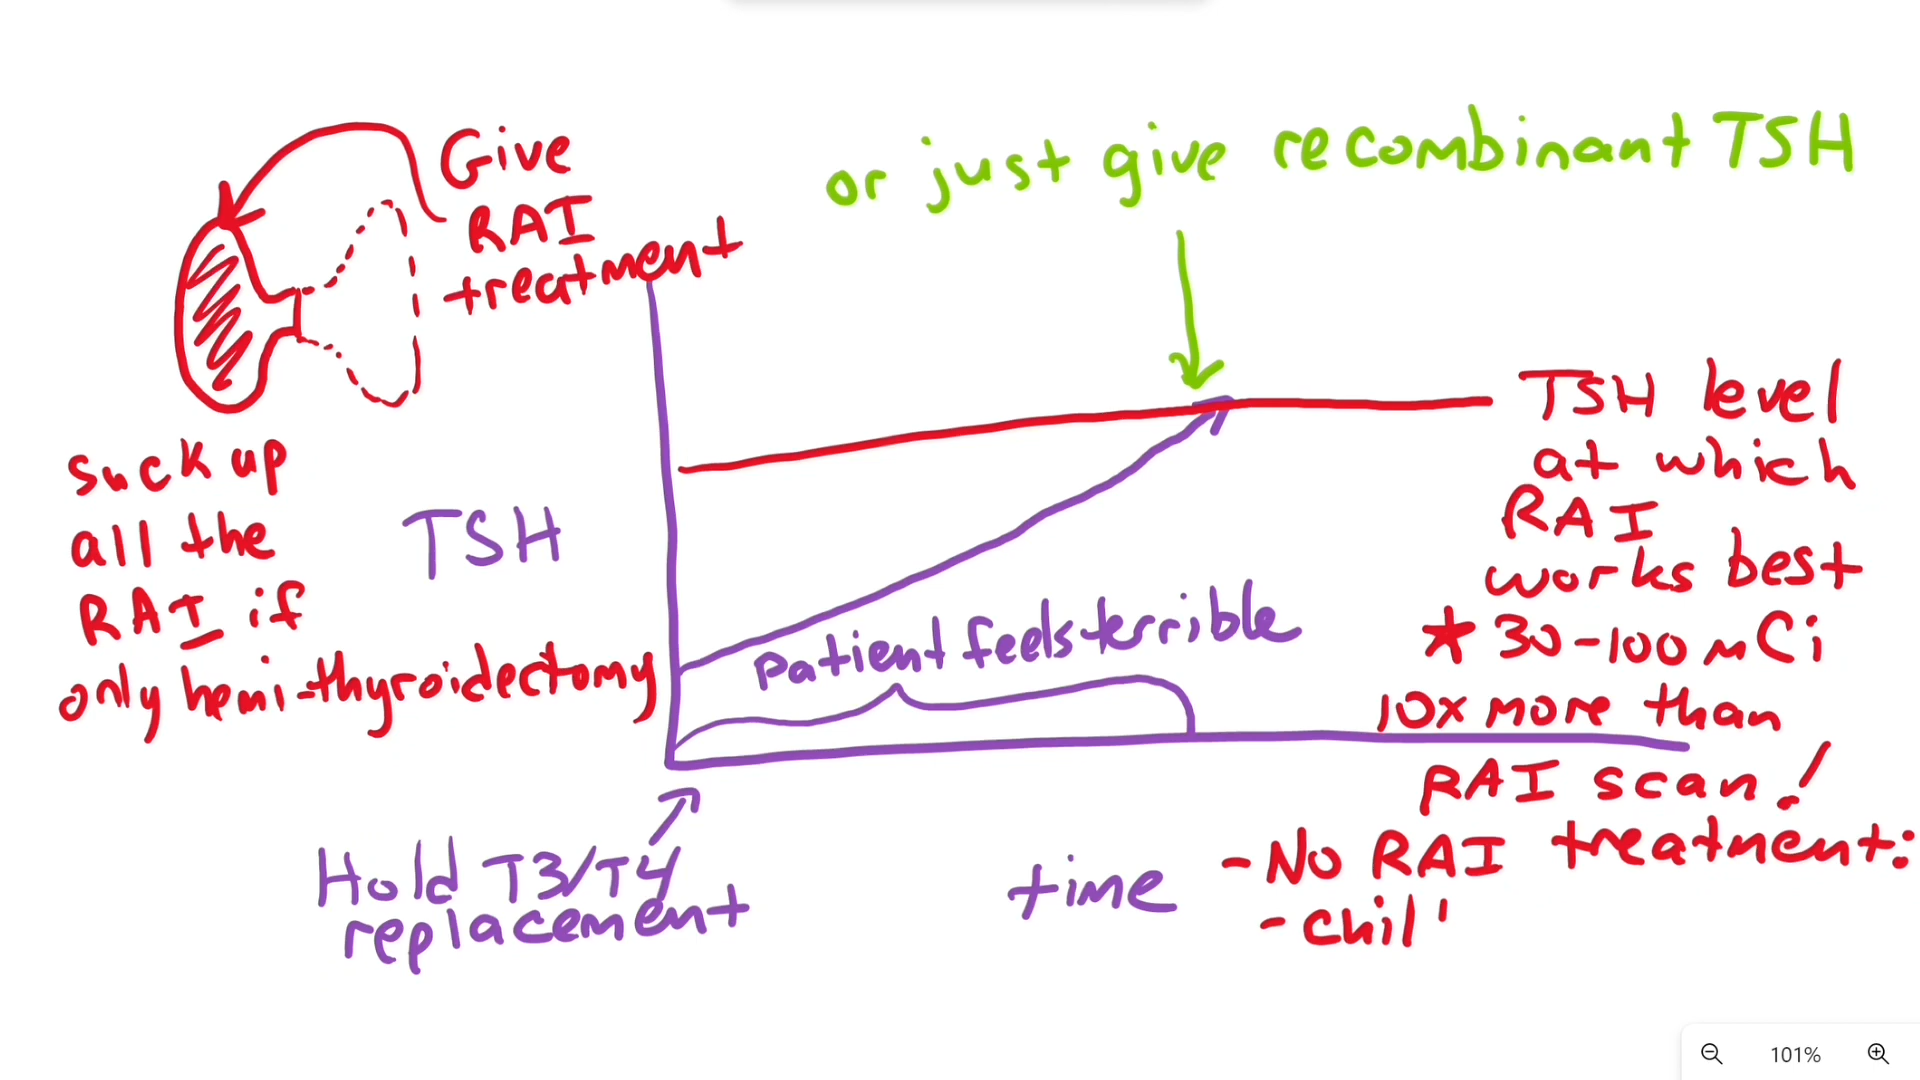 Give
RAI
treatment
or just give recombinant TSH
suck up
all the
RAI if
only hemi-thyroidectomy
TSH
Patient feels terrible
TSH level
at which
RAI
works best
* 30-100 mCi
10x more than
RAI scan!
Hold T3/T4
replacement
time
- No RAI treatment:
- chil
101%